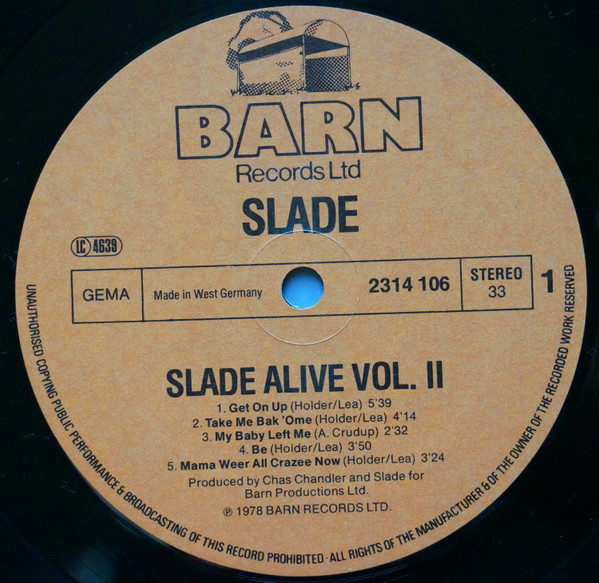 BARN
Records Ltd
SLADE
LC 4639
GEMA
Made in West Germany
2314 106
STEREO
33
1
SLADE ALIVE VOL. II
1. Get On Up (Holder/Lea) 5'39
2. Take Me Bak 'Ome (Holder/Lea) 4'14
3. My Baby Left Me (A. Crudup) 2'32
4. Be (Holder/Lea) 3'50
5. Mama Weer All Crazee Now (Holder/Lea) 3'24
Produced by Chas Chandler and Slade for
Barn Productions Ltd.
℗ 1978 BARN RECORDS LTD.
UNAUTHORISED COPYING PUBLIC PERFORMANCE & BROADCASTING OF THIS RECORD PROHIBITED · ALL RIGHTS OF THE MANUFACTURER & OF THE OWNER OF THE RECORDED WORK RESERVED